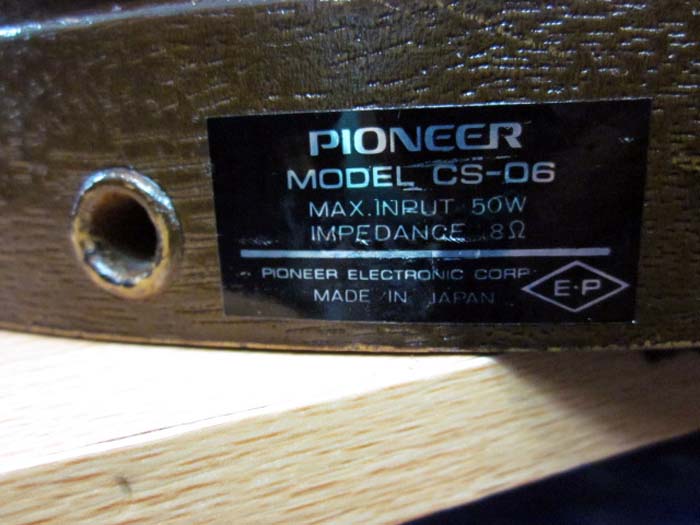 PIONEER
MODEL CS-06
MAX.INPUT 50W
IMPEDANCE 8Ω
PIONEER ELECTRONIC CORP.
MADE IN JAPAN
E·P